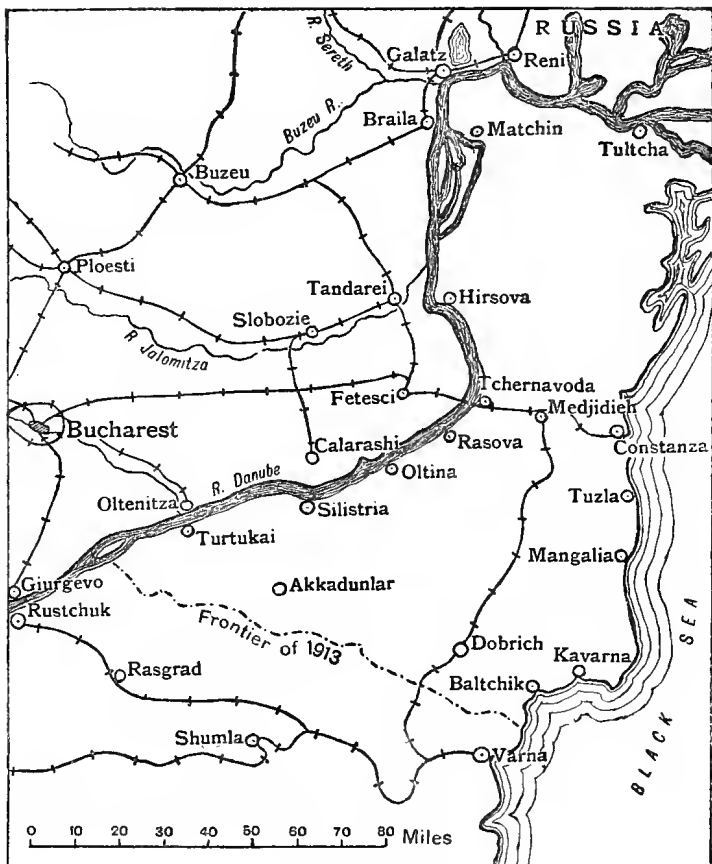 RUSSIA
R. Sereth
Galatz
Reni
Buzeu R.
Braila
Matchin
Tultcha
Buzeu
Ploesti
Tandarei
Hirsova
Slobozie
R. Jalomitza
Tchernavoda
Fetesci
Medjidieh
Bucharest
Calarashi
Rasova
Constanza
Oltina
R. Danube
Oltenitza
Silistria
Tuzla
Turtukai
Mangalia
Giurgevo
Akkadunlar
Rustchuk
Frontier of 1913
Dobrich
Kavarna
Rasgrad
Baltchik
Shumla
Varna
BLACK SEA
0 10 20 30 40 50 60 70 80 Miles